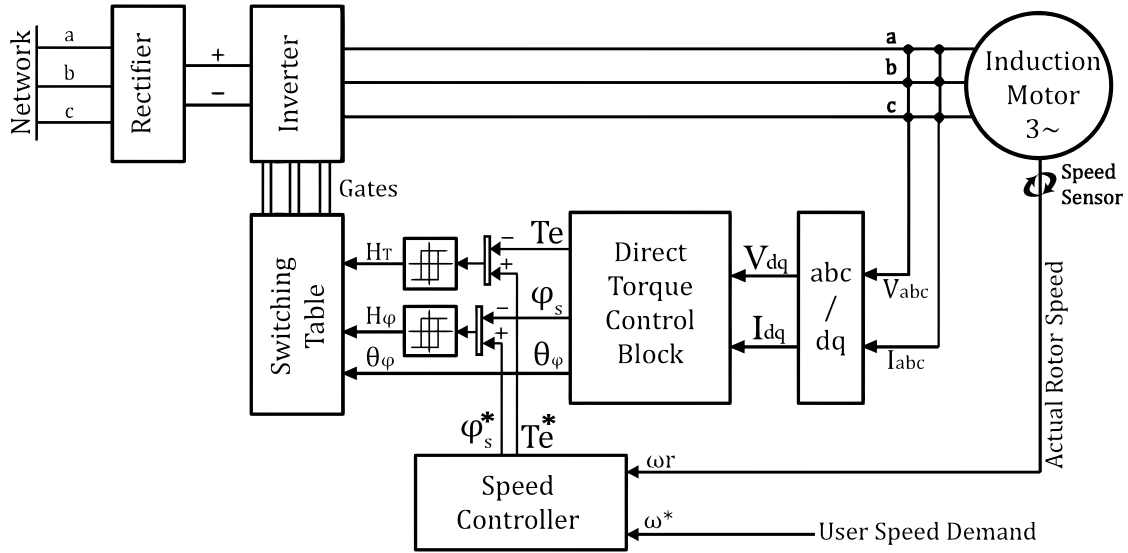 Network
a
b
c
Rectifier
+
−
Inverter
a
b
c
Induction
Motor
3~
Speed
Sensor
Gates
Switching
Table
HT
Hφ
θφ
−
+
−
+
Te
φs
θφ
Direct
Torque
Control
Block
Vdq
Idq
abc
/
dq
Vabc
Iabc
Actual Rotor Speed
φs*
Te*
Speed
Controller
ωr
ω*
User Speed Demand